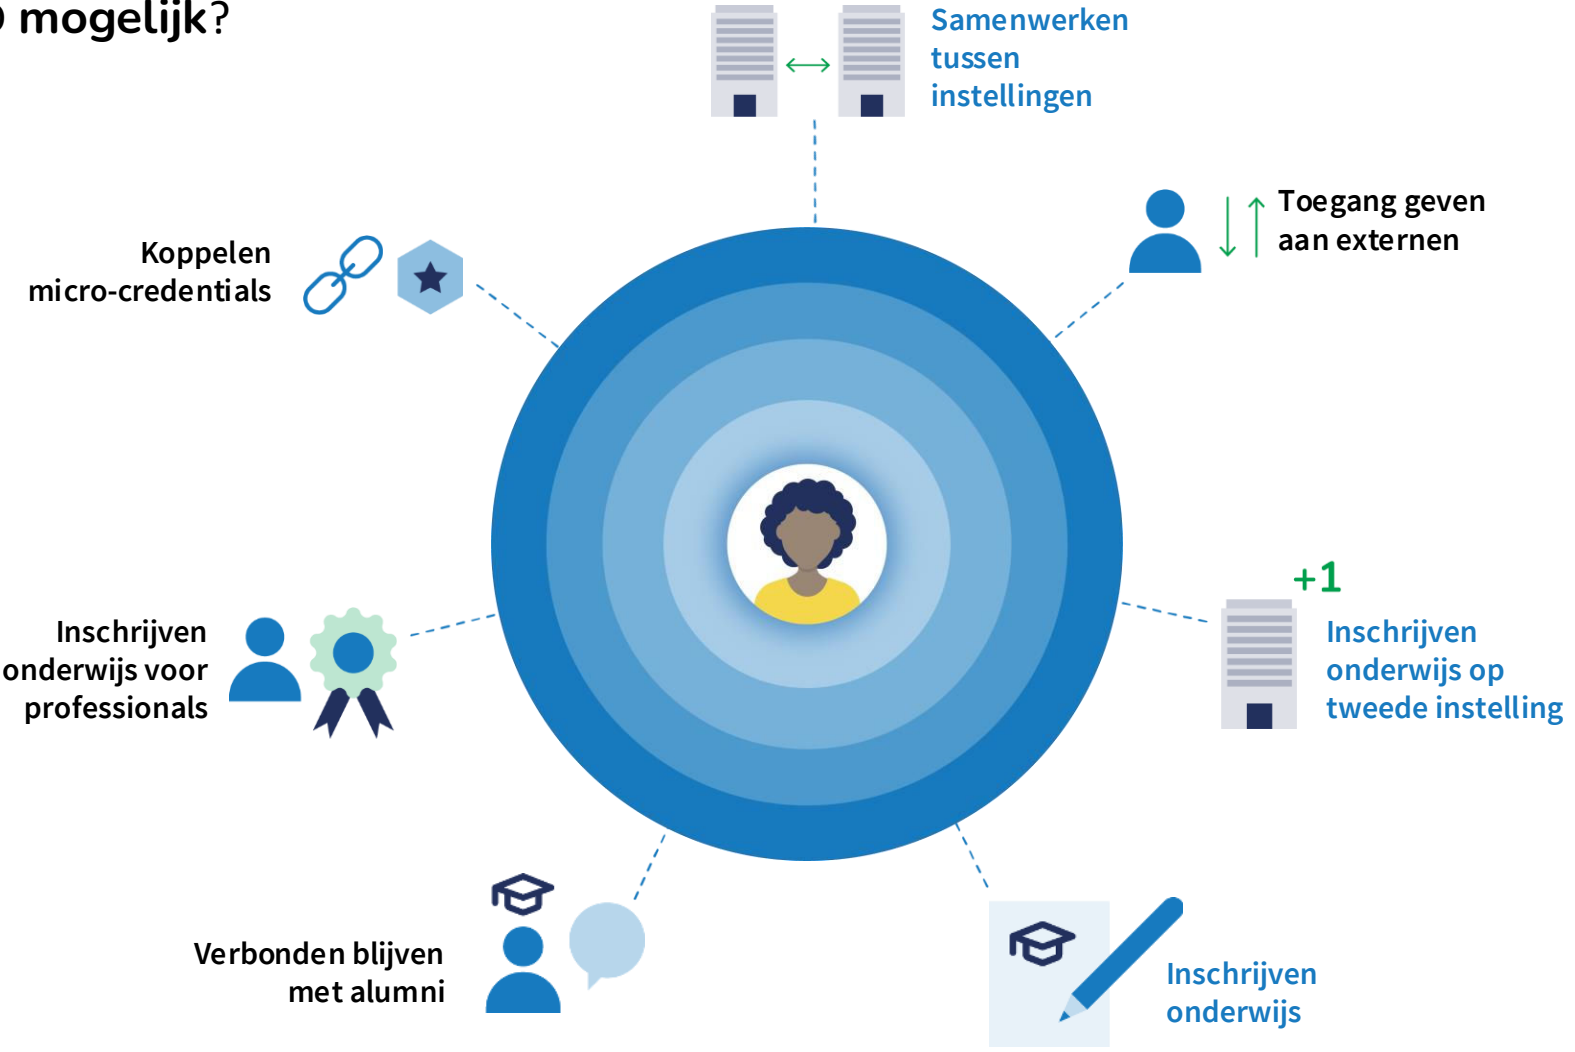 mogelijk?
Samenwerken
tussen
instellingen
Toegang geven
aan externen
Koppelen
micro-credentials
+1
Inschrijven
onderwijs op
tweede instelling
Inschrijven
onderwijs voor
professionals
Verbonden blijven
met alumni
Inschrijven
onderwijs